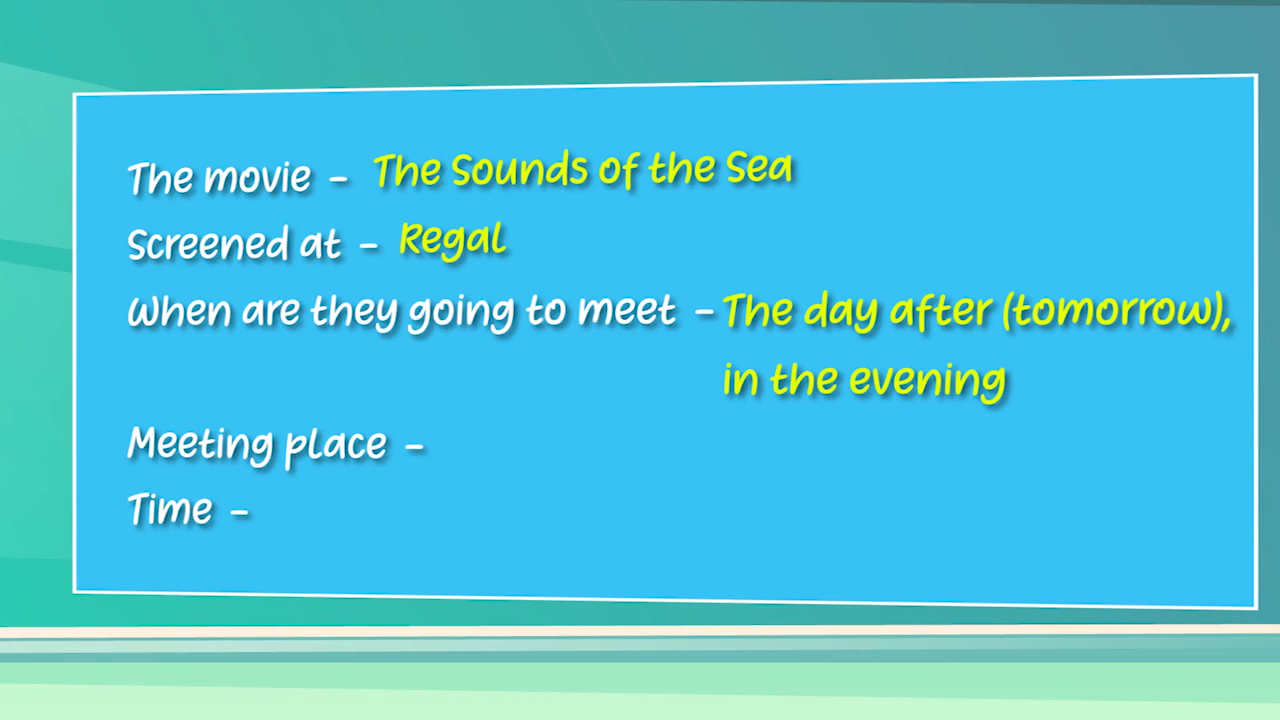 The movie – The Sounds of the Sea
Screened at – Regal
When are they going to meet – The day after (tomorrow),
in the evening
Meeting place –
Time –